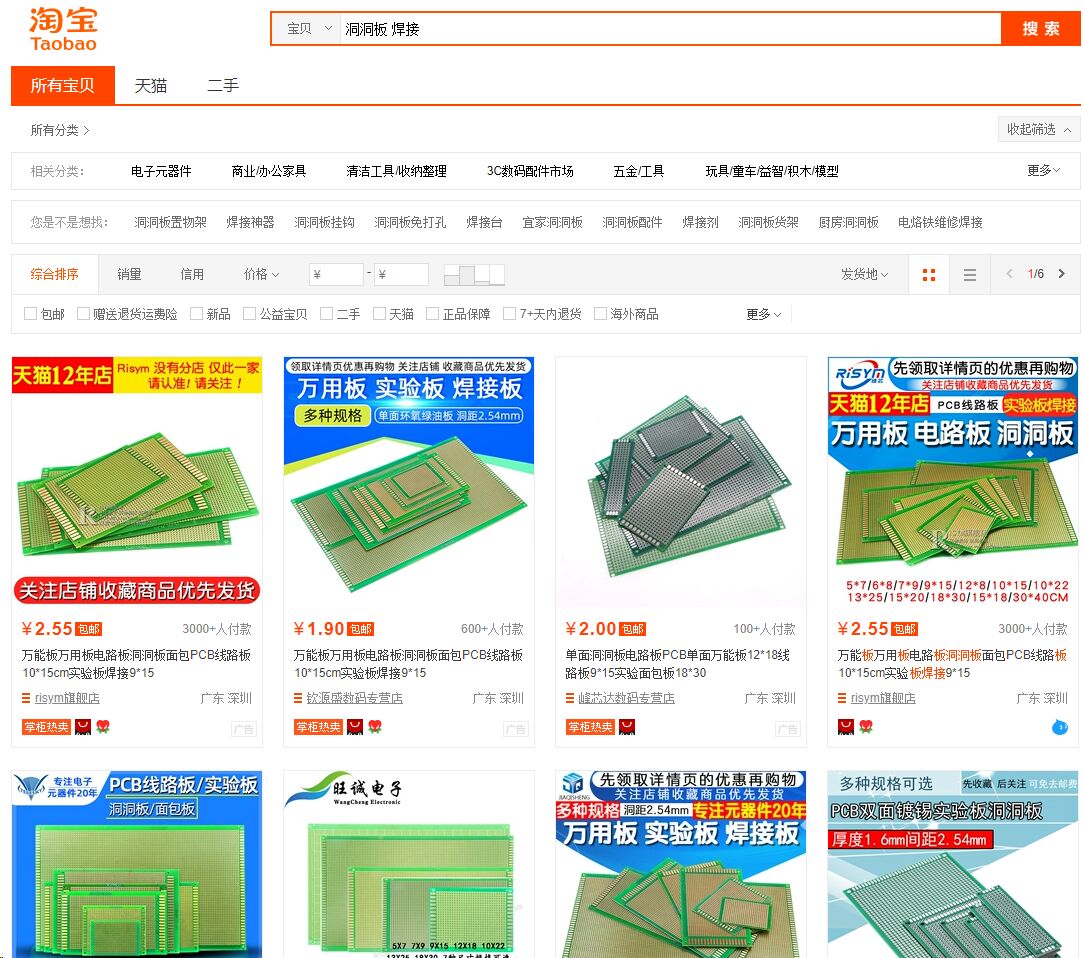 淘宝
Taobao
宝贝
洞洞板 焊接
搜 索
所有宝贝
天猫
二手
所有分类
收起筛选
相关分类：
电子元器件
商业/办公家具
清洁工具/收纳整理
3C数码配件市场
五金/工具
玩具/童车/益智/积木/模型
更多
您是不是想找：
洞洞板置物架
焊接神器
洞洞板挂钩
洞洞板免打孔
焊接台
宜家洞洞板
洞洞板配件
焊接剂
洞洞板货架
厨房洞洞板
电烙铁维修焊接
综合排序
销量
信用
价格
¥
-
¥
发货地
1/6
包邮
赠送退货运费险
新品
公益宝贝
二手
天猫
正品保障
7+天内退货
海外商品
更多
天猫12年店
Risym 没有分店 仅此一家
请认准! 请关注！
关注店铺收藏商品优先发货
¥2.55
包邮
3000+人付款
万能板万用板电路板洞洞板面包PCB线路板
10*15cm实验板焊接9*15
risym旗舰店
广东 深圳
掌柜热卖
广告
领取详情页优惠再购物 关注店铺 收藏商品优先发货
万用板 实验板 焊接板
多种规格
单面环氧绿油板 洞距2.54mm
¥1.90
包邮
600+人付款
万能板万用板电路板洞洞板面包PCB线路板
10*15cm实验板焊接9*15
钦源盛数码专营店
广东 深圳
掌柜热卖
广告
¥2.00
包邮
100+人付款
单面洞洞板电路板PCB单面万能板12*18线
路板9*15实验面包板18*30
峰芯达数码专营店
广东 深圳
掌柜热卖
广告
RISYM
先领取详情页的优惠再购物
关注店铺收藏商品优先发货
天猫12年店
PCB线路板
实验板焊接
万用板 电路板 洞洞板
5*7/6*8/7*9/9*15/12*8/10*15/10*22
13*25/15*20/18*30/15*18/30*40CM
¥2.55
包邮
3000+人付款
万能板万用板电路板洞洞板面包PCB线路板
10*15cm实验板焊接9*15
risym旗舰店
广东 深圳
专注电子
元器件20年
PCB线路板/实验板
洞洞板/面包板
旺诚电子
WangCheng Electronic
5X7 7X9 9X15 12X18 10X22
JIAQISHENG
先领取详情页的优惠再购物
关注店铺收藏商品优先发货
多种规格
洞距2.54mm
专注元器件20年
万用板 实验板 焊接板
多种规格可选
先收藏 后关注
可免去邮费
PCB双面镀锡实验板洞洞板
厚度1.6mm间距2.54mm